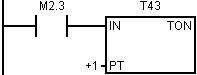 M2.3 T43
IN TON
+1 PT